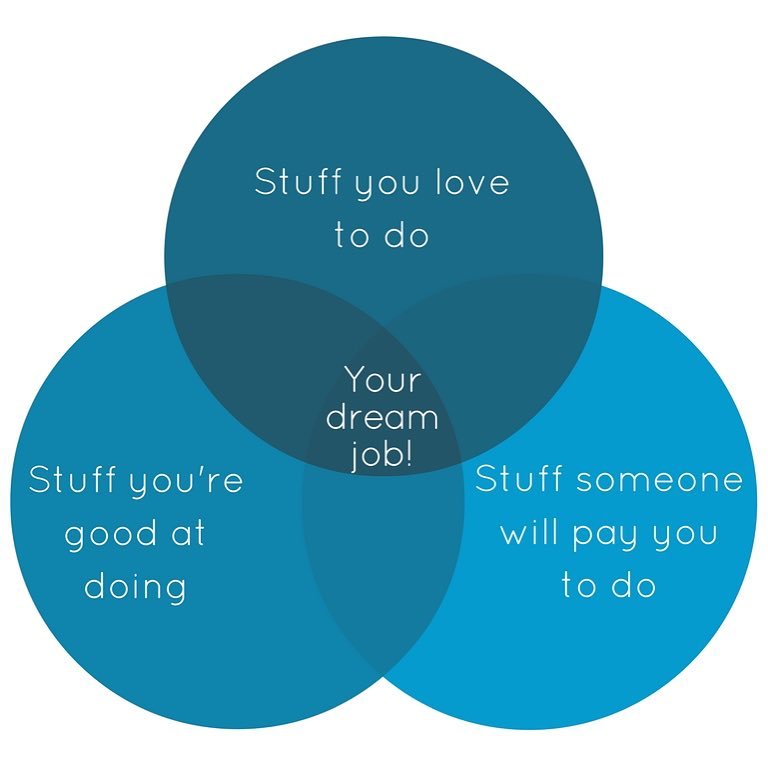 Stuff you love
to do
Your
dream
job!
Stuff you're
good at
doing
Stuff someone
will pay you
to do